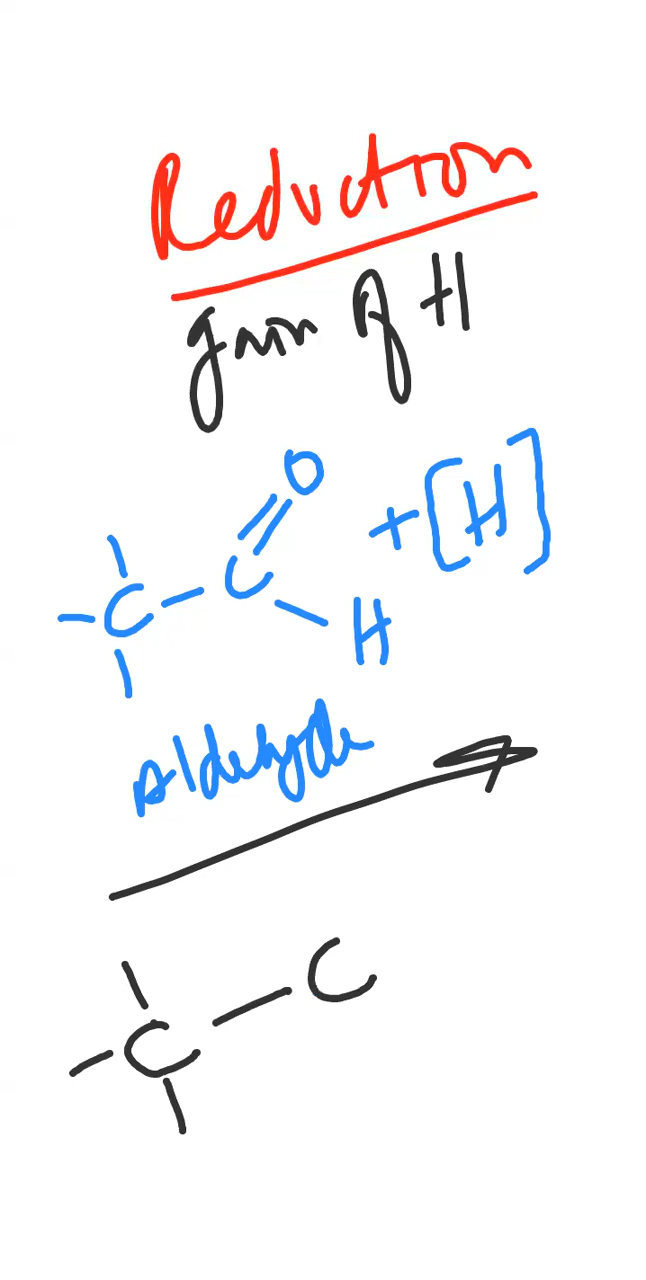 Reduction
gain of H
O
C - C + [H]
H
Aldehyde
C - C